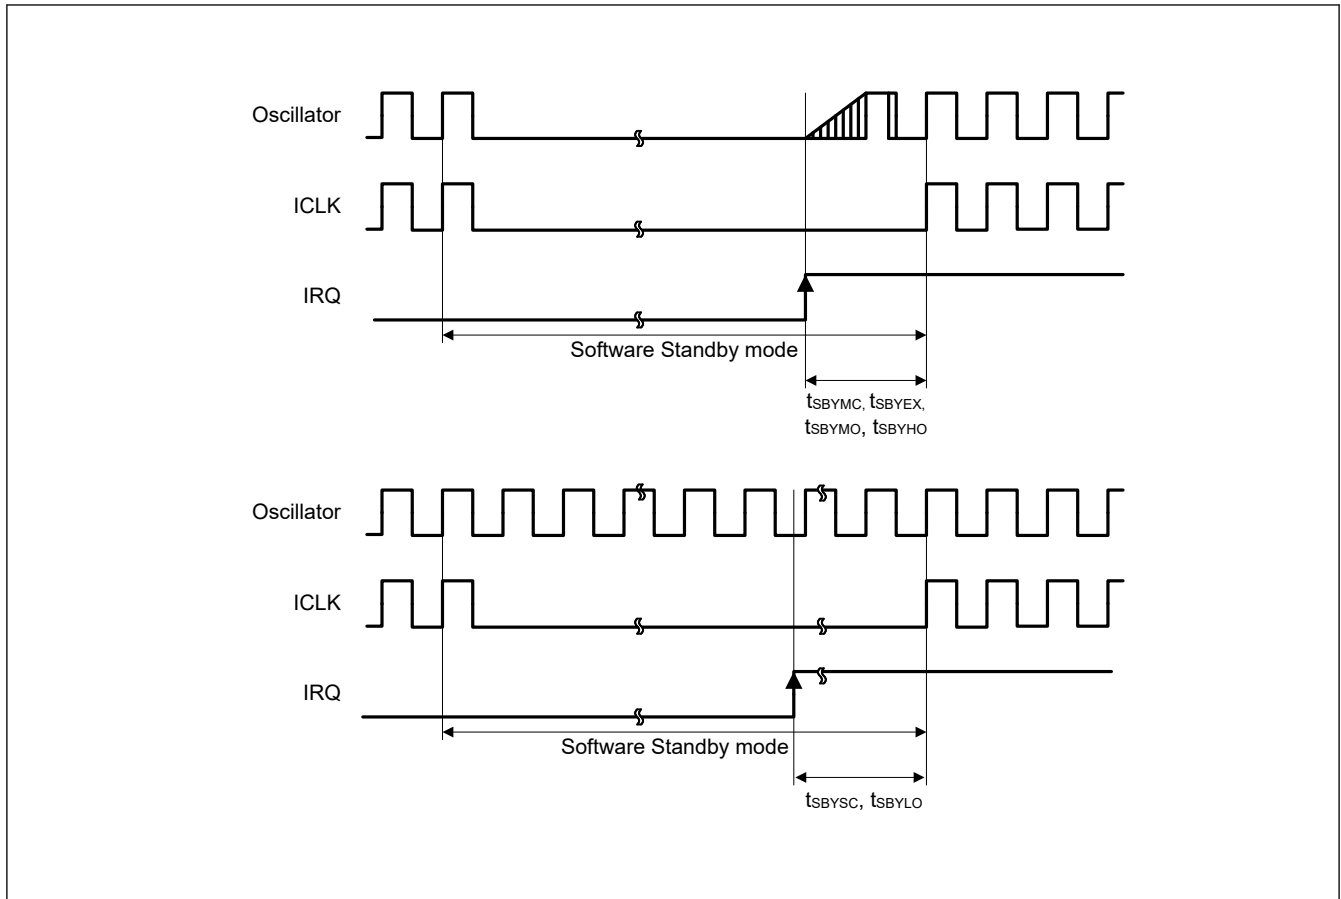 Oscillator
ICLK
IRQ
Software Standby mode
tSBYMC, tSBYEX,
tSBYMO, tSBYHO
Oscillator
ICLK
IRQ
Software Standby mode
tSBYSC, tSBYLO